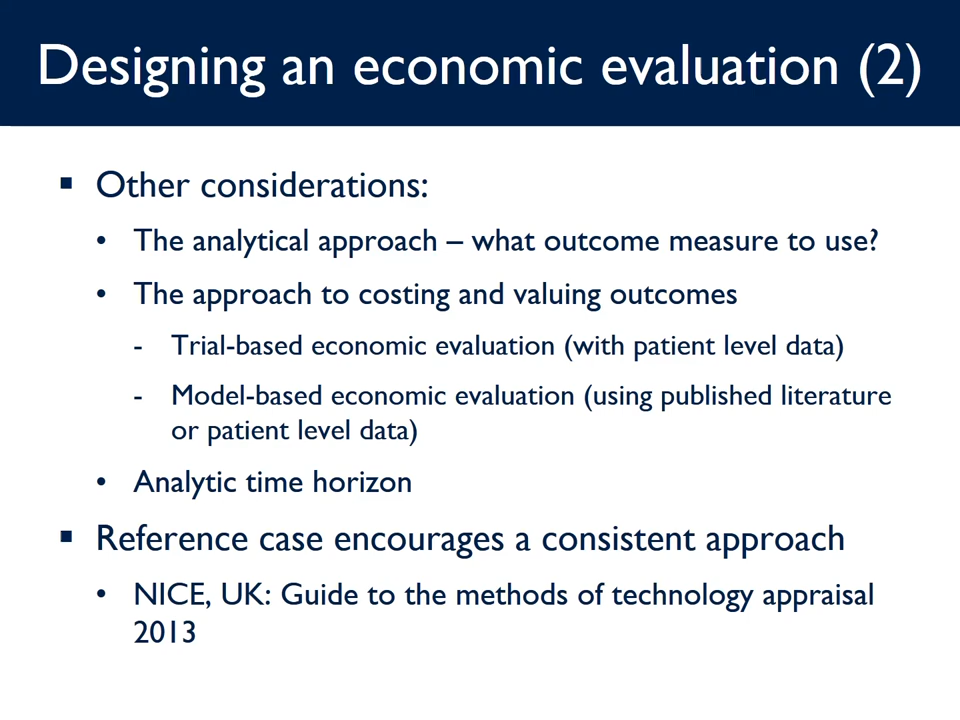 Designing an economic evaluation (2)
▪ Other considerations:
• The analytical approach – what outcome measure to use?
• The approach to costing and valuing outcomes
- Trial-based economic evaluation (with patient level data)
- Model-based economic evaluation (using published literature
or patient level data)
• Analytic time horizon
▪ Reference case encourages a consistent approach
• NICE, UK: Guide to the methods of technology appraisal
2013